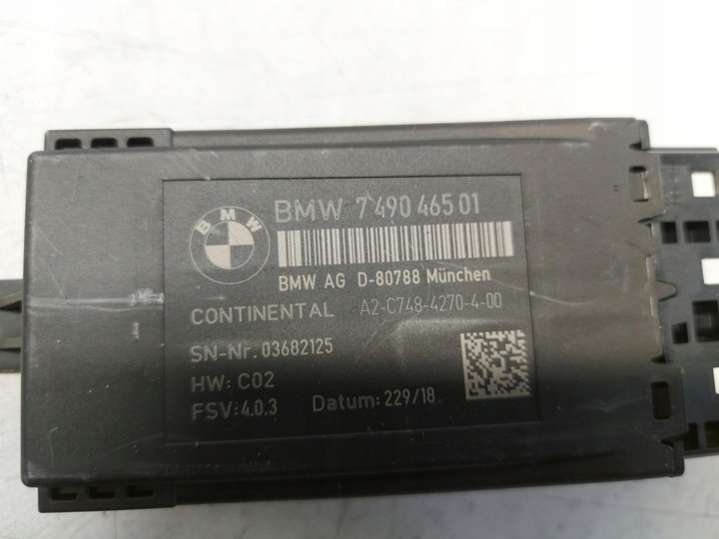 BMW
BMW 7 490 465 01
BMW AG D-80788 München
CONTINENTAL A2-C748-4270-4-00
SN-Nr. 03682125
HW: C02
FSV: 4.0.3 Datum: 229/18